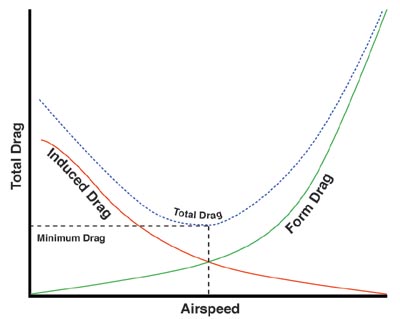 Total Drag
Induced Drag
Total Drag
Form Drag
Minimum Drag
Airspeed